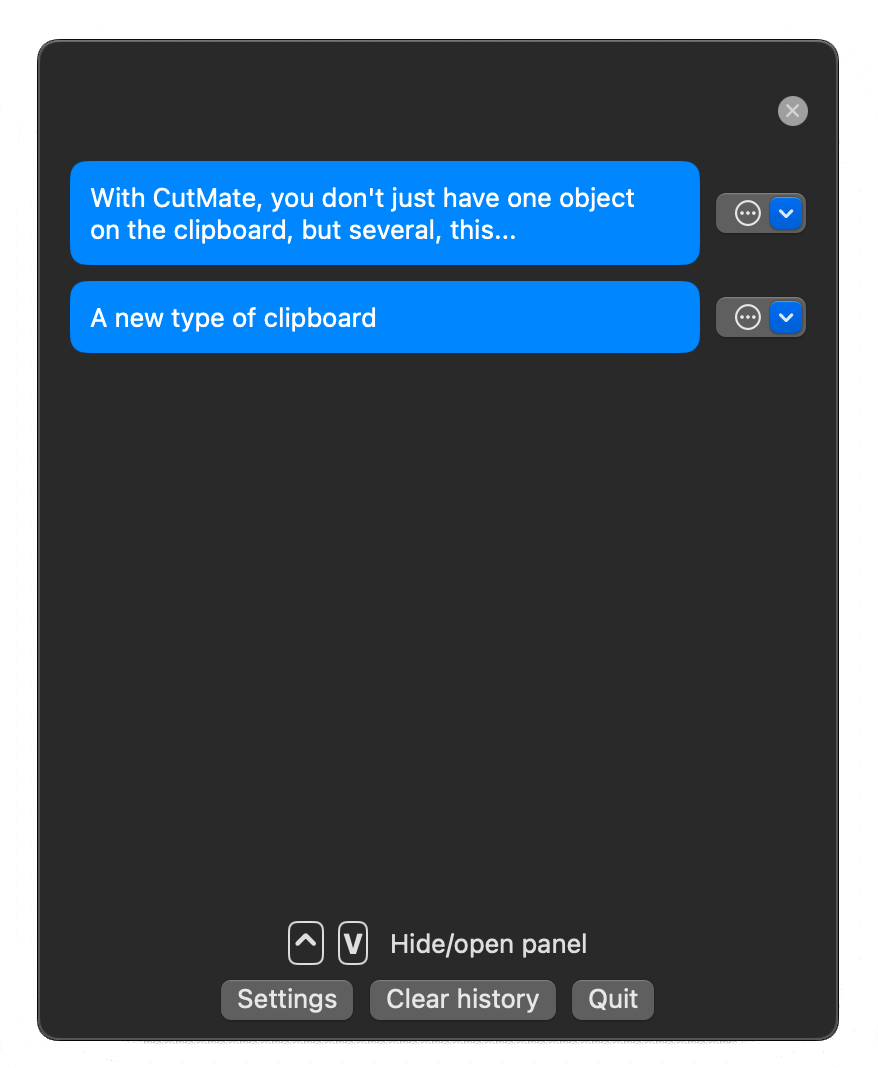 With CutMate, you don't just have one object
on the clipboard, but several, this...
A new type of clipboard
^ V Hide/open panel
Settings Clear history Quit